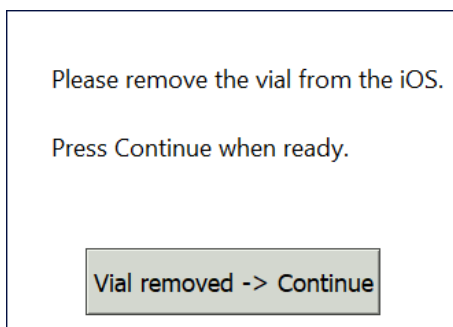 Please remove the vial from the iOS.
Press Continue when ready.
Vial removed -> Continue